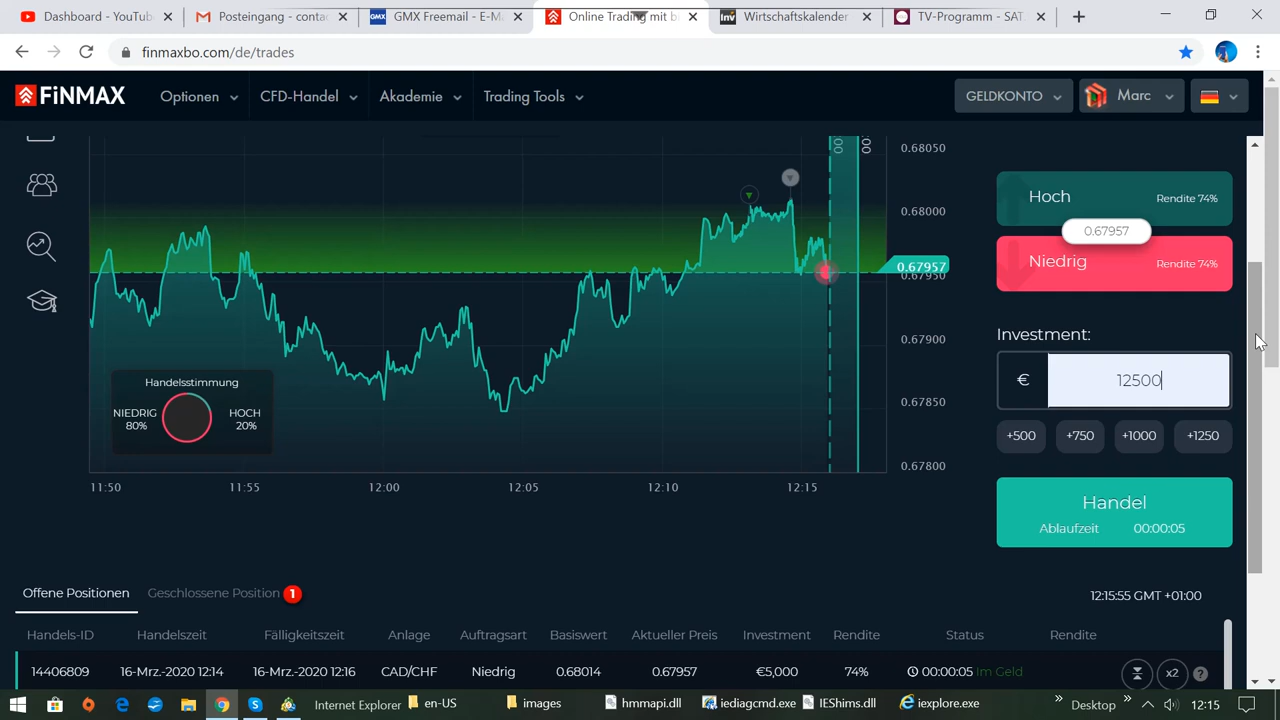 Dashboard - YouTub
Posteingang - conta
GMX Freemail - E-M
Online Trading mit b
Inv
Wirtschaftskalender
TV-Programm - SAT.
finmaxbo.com/de/trades
FiNMAX
Optionen
CFD-Handel
Akademie
Trading Tools
GELDKONTO
Marc
00
00
0.68050
0.68000
0.67957
0.67950
0.67900
0.67850
0.67800
Handelsstimmung
NIEDRIG
80%
HOCH
20%
11:50
11:55
12:00
12:05
12:10
12:15
Hoch
Rendite 74%
0.67957
Niedrig
Rendite 74%
Investment:
€
12500
+500
+750
+1000
+1250
Handel
Ablaufzeit 00:00:05
Offene Positionen
Geschlossene Position 1
12:15:55 GMT +01:00
Handels-ID Handelszeit Fälligkeitszeit Anlage Auftragsart Basiswert Aktueller Preis Investment Rendite Status Rendite
14406809 16-Mrz-2020 12:14 16-Mrz-2020 12:16 CAD/CHF Niedrig 0.68014 0.67957 €5,000 74% 00:00:05 Im Geld x2 ?
Internet Explorer
en-US
images
hmmapi.dll
iediagcmd.exe
IEShims.dll
iexplore.exe
Desktop
12:15